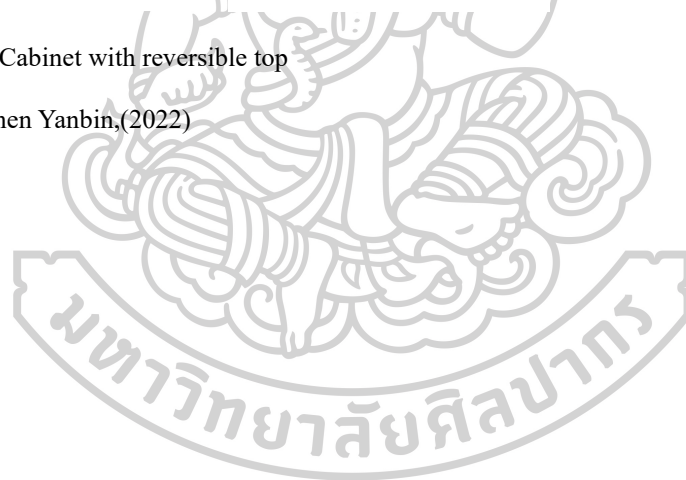 Cabinet with reversible top
Yanbin,(2022)
มหาวิทยาลัยศิลปากร